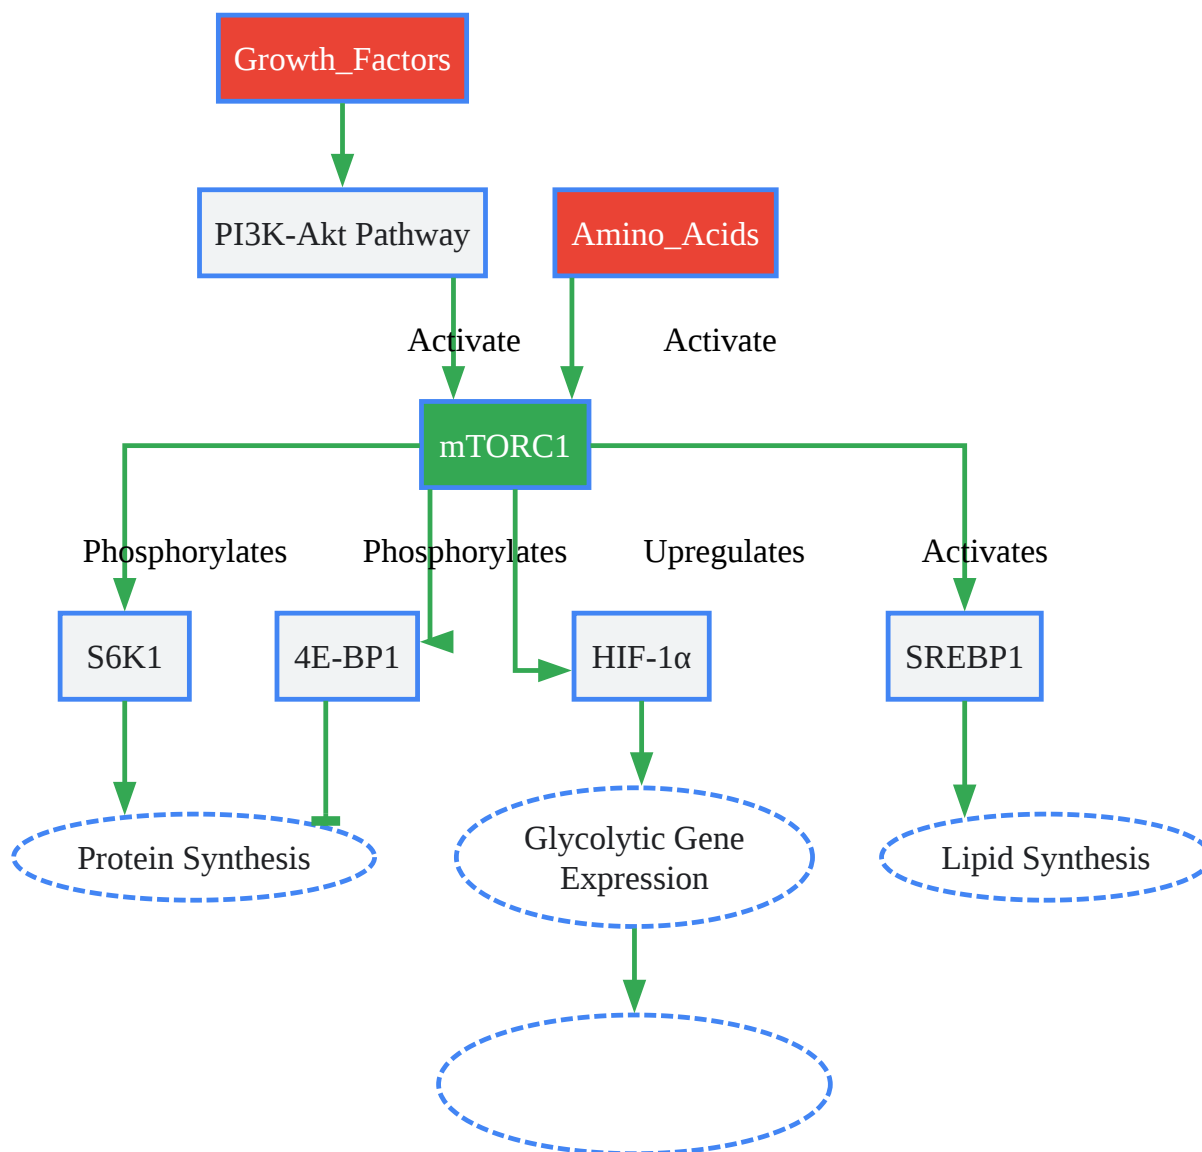 Growth_Factors
PI3K-Akt Pathway
Amino_Acids
Activate
Activate
mTORC1
Phosphorylates
Phosphorylates
Upregulates
Activates
S6K1
4E-BP1
HIF-1α
SREBP1
Protein Synthesis
Glycolytic Gene
Expression
Lipid Synthesis